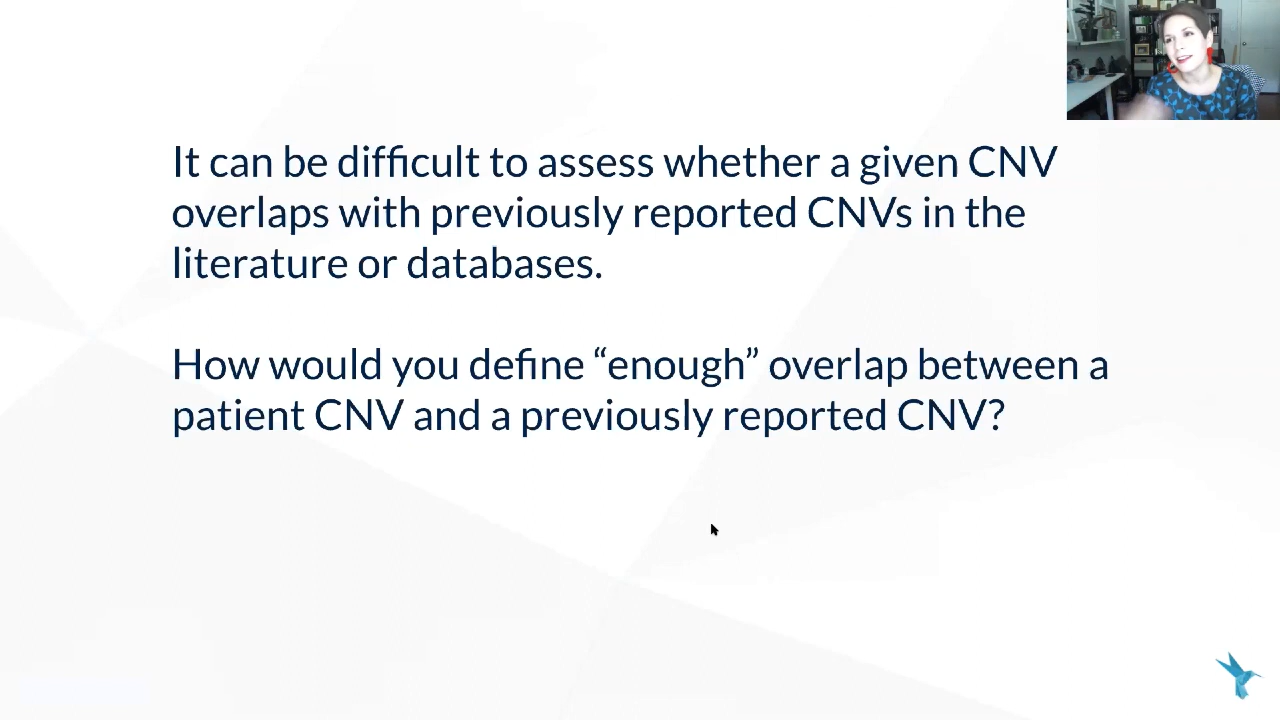 It can be difficult to assess whether a given CNV
overlaps with previously reported CNVs in the
literature or databases.
How would you define “enough” overlap between a
patient CNV and a previously reported CNV?